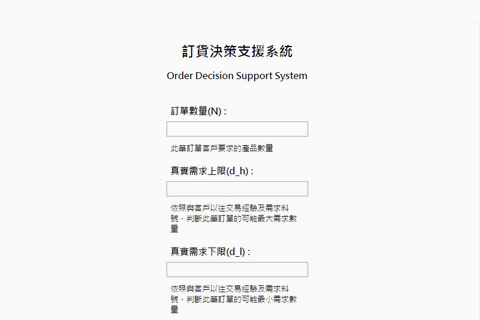 訂貨決策支援系統
Order Decision Support System
訂單數量(N) :
此筆訂單客戶要求的產品數量
真實需求上限(d_h) :
依照與客戶以往交易經驗及需求料
號，判斷此筆訂單的可能最大需求數
量
真實需求下限(d_l) :
依照與客戶以往交易經驗及需求料
號，判斷此筆訂單的可能最小需求數
量